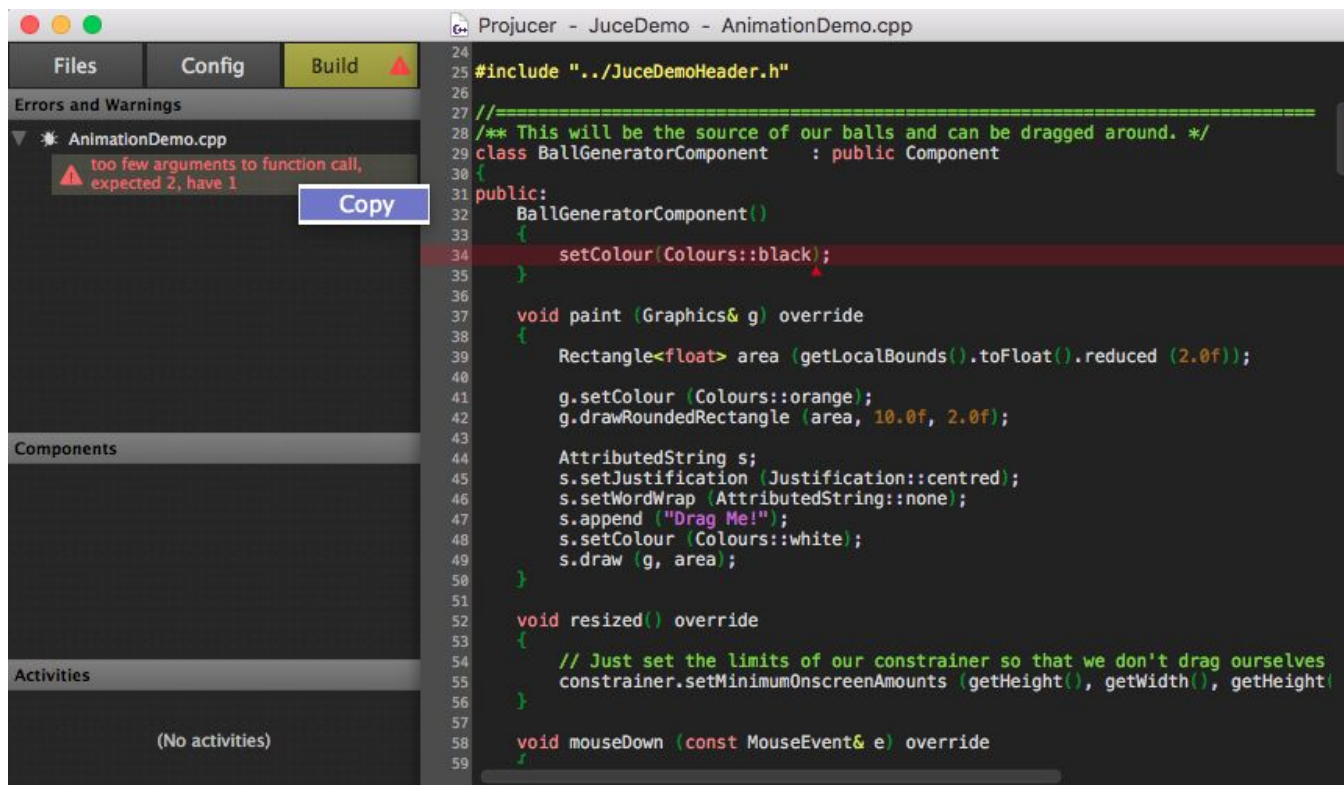 Projucer - JuceDemo - AnimationDemo.cpp
Files Config Build
Errors and Warnings
AnimationDemo.cpp
too few arguments to function call,
expected 2, have 1
Copy
Components
Activities
(No activities)
24
25 #include "../JuceDemoHeader.h"
26
27 //==============================================================================
28 /** This will be the source of our balls and can be dragged around. */
29 class BallGeneratorComponent    : public Component
30 {
31 public:
32     BallGeneratorComponent()
33     {
34         setColour(Colours::black);
35     }
36
37     void paint (Graphics& g) override
38     {
39         Rectangle<float> area (getLocalBounds().toFloat().reduced (2.0f));
40
41         g.setColour (Colours::orange);
42         g.drawRoundedRectangle (area, 10.0f, 2.0f);
43
44         AttributedString s;
45         s.setJustification (Justification::centred);
46         s.setWordWrap (AttributedString::none);
47         s.append ("Drag Me!");
48         s.setColour (Colours::white);
49         s.draw (g, area);
50     }
51
52     void resized() override
53     {
54         // Just set the limits of our constrainer so that we don't drag ourselves
55         constrainer.setMinimumOnscreenAmounts (getHeight(), getWidth(), getHeight(
56     }
57
58     void mouseDown (const MouseEvent& e) override
59     {